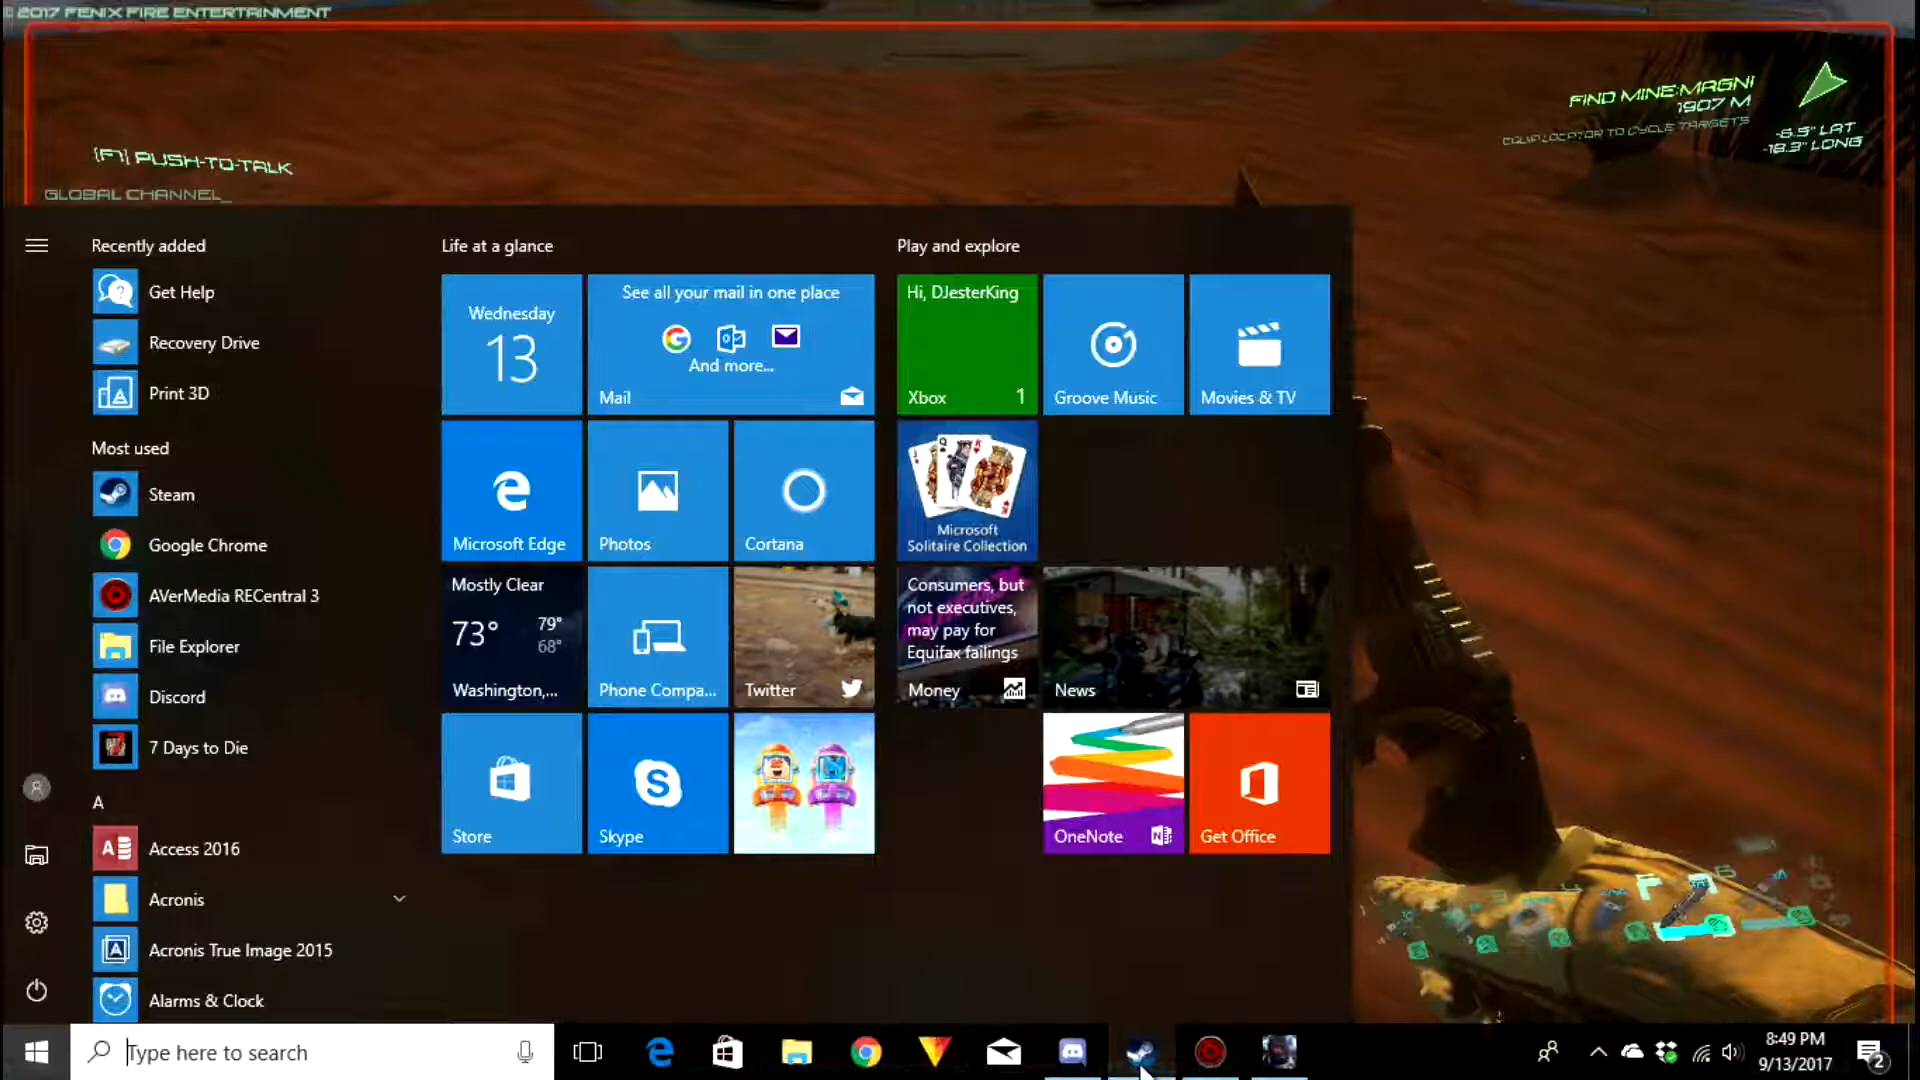 © 2017 FENIX FIRE ENTERTAINMENT
FIND MINE:MAGNI
1907 M
EQUIP LOCATOR TO CYCLE TARGETS
-6.5° LAT
-18.3° LONG
[F1] PUSH-TO-TALK
GLOBAL CHANNEL_
Recently added
Get Help
Recovery Drive
Print 3D
Most used
Steam
Google Chrome
AVerMedia RECentral 3
File Explorer
Discord
7 Days to Die
A
Access 2016
Acronis
Acronis True Image 2015
Alarms & Clock
Life at a glance
Wednesday
13
See all your mail in one place
And more...
Mail
Microsoft Edge
Photos
Cortana
Mostly Clear
73°
79°
68°
Washington,...
Phone Compa...
Twitter
Store
Skype
Play and explore
Hi, DJesterKing
Xbox
1
Groove Music
Movies & TV
Microsoft
Solitaire Collection
Consumers, but
not executives,
may pay for
Equifax failings
Money
News
OneNote
Get Office
Type here to search
8:49 PM
9/13/2017
2